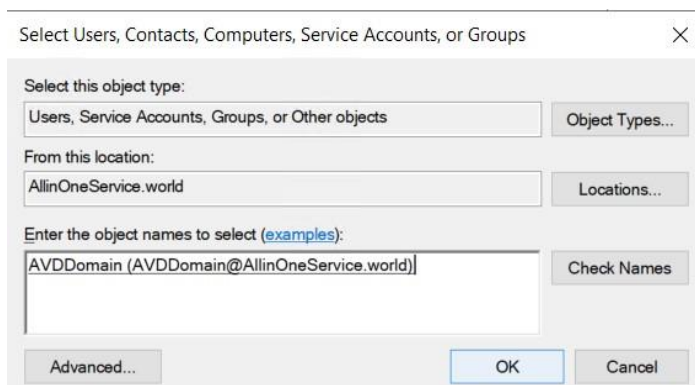 Select Users, Contacts, Computers, Service Accounts, or Groups
Select this object type:
Users, Service Accounts, Groups, or Other objects
Object Types...
From this location:
AllinOneService.world
Locations...
Enter the object names to select (examples):
AVDDomain (AVDDomain@AllinOneService.world)
Check Names
Advanced...
OK
Cancel